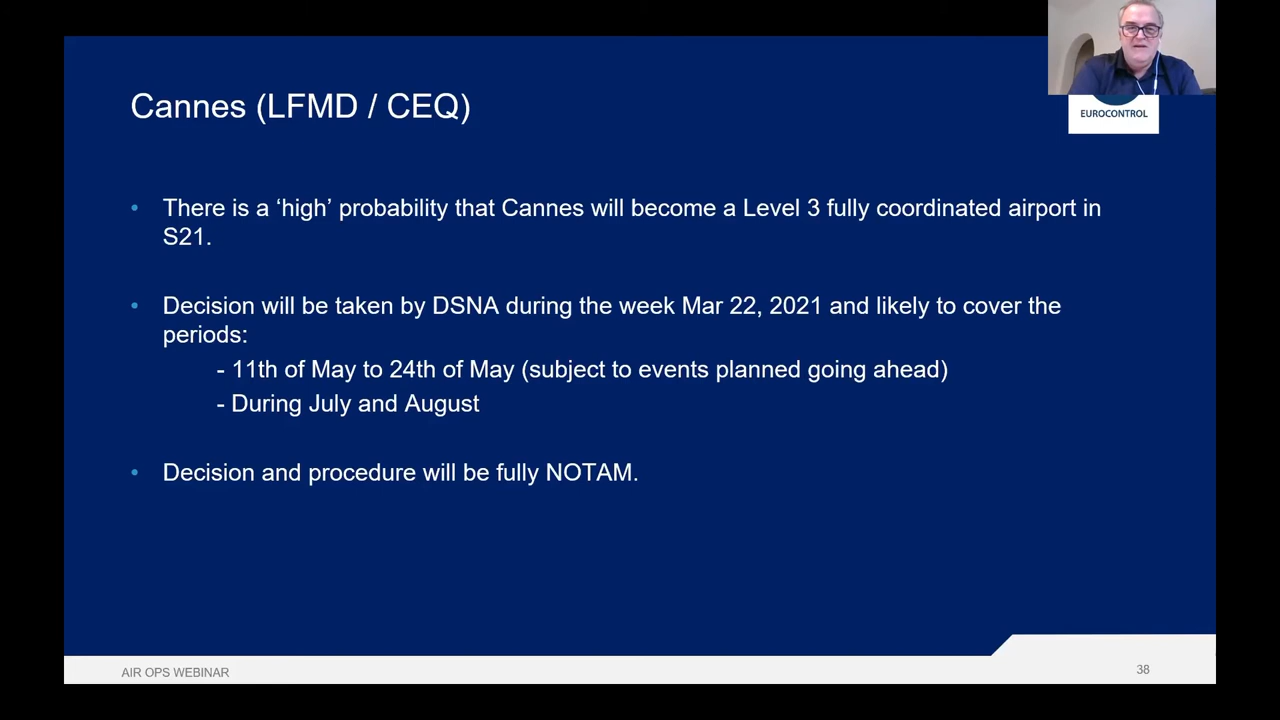 Cannes (LFMD / CEQ)
EUROCONTROL
• There is a ‘high’ probability that Cannes will become a Level 3 fully coordinated airport in
S21.
• Decision will be taken by DSNA during the week Mar 22, 2021 and likely to cover the
periods:
- 11th of May to 24th of May (subject to events planned going ahead)
- During July and August
• Decision and procedure will be fully NOTAM.
AIR OPS WEBINAR
38